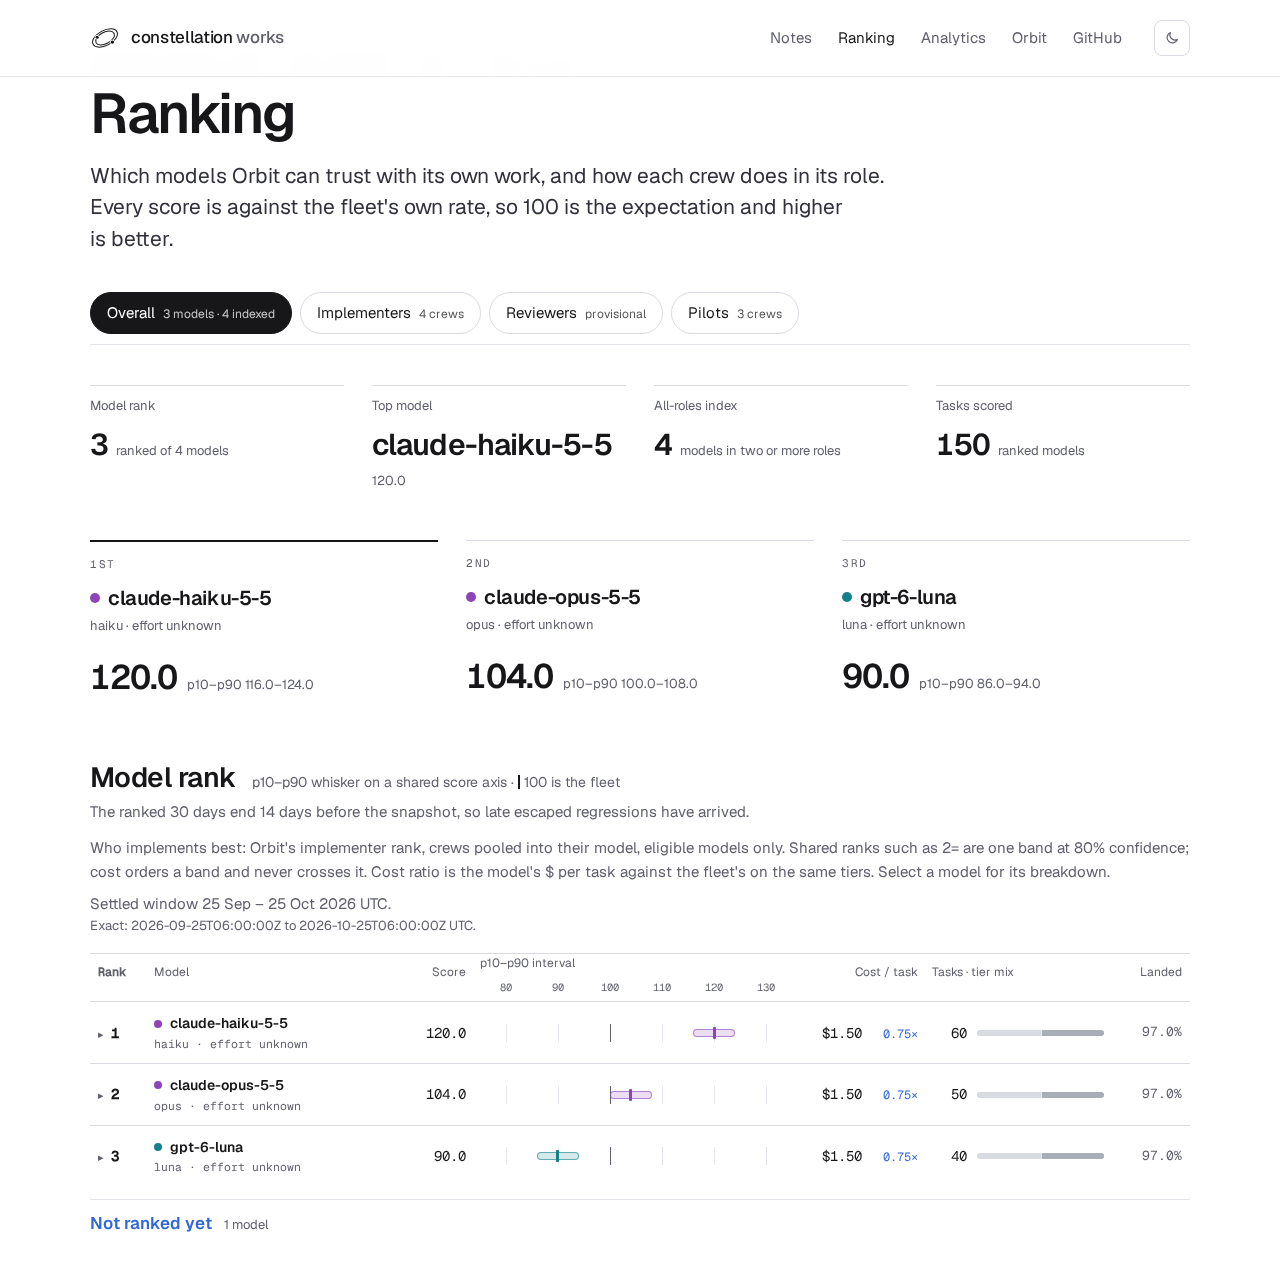 constellation works
Notes Ranking Analytics Orbit GitHub
Ranking
Which models Orbit can trust with its own work, and how each crew does in its role.
Every score is against the fleet's own rate, so 100 is the expectation and higher
is better.
Overall 3 models · 4 indexed Implementers 4 crews Reviewers provisional Pilots 3 crews
Model rank Top model All-roles index Tasks scored
3 ranked of 4 models claude-haiku-5-5 4 models in two or more roles 150 ranked models
120.0
1ST 2ND 3RD
claude-haiku-5-5 claude-opus-5-5 gpt-6-luna
haiku · effort unknown opus · effort unknown luna · effort unknown
120.0 p10–p90 116.0–124.0 104.0 p10–p90 100.0–108.0 90.0 p10–p90 86.0–94.0
Model rank p10–p90 whisker on a shared score axis · 100 is the fleet
The ranked 30 days end 14 days before the snapshot, so late escaped regressions have arrived.
Who implements best: Orbit's implementer rank, crews pooled into their model, eligible models only. Shared ranks such as 2= are one band at 80% confidence;
cost orders a band and never crosses it. Cost ratio is the model's $ per task against the fleet's on the same tiers. Select a model for its breakdown.
Settled window 25 Sep – 25 Oct 2026 UTC.
Exact: 2026-09-25T06:00:00Z to 2026-10-25T06:00:00Z UTC.
Rank Model Score p10–p90 interval Cost / task Tasks · tier mix Landed
80 90 100 110 120 130
▸ 1 claude-haiku-5-5 120.0 $1.50 0.75× 60 97.0%
haiku · effort unknown
▸ 2 claude-opus-5-5 104.0 $1.50 0.75× 50 97.0%
opus · effort unknown
▸ 3 gpt-6-luna 90.0 $1.50 0.75× 40 97.0%
luna · effort unknown
Not ranked yet 1 model